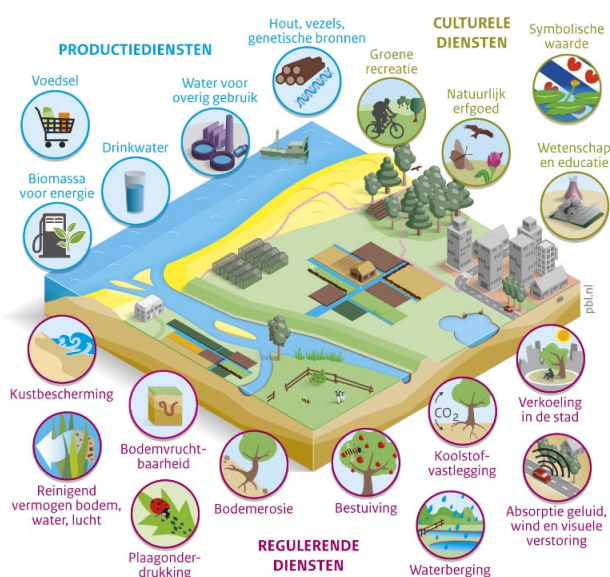 PRODUCTIEDIENSTEN
Voedsel
Water voor
overig gebruik
Hout, vezels,
genetische bronnen
Drinkwater
Biomassa
voor energie
CULTURELE
DIENSTEN
Symbolische
waarde
Groene
recreatie
Natuurlijk
erfgoed
Wetenschap
en educatie
pbl.nl
Kustbescherming
Bodemvrucht-
baarheid
Reinigend
vermogen bodem,
water, lucht
Plaagonder-
drukking
Bodemerosie
Bestuiving
CO2
Koolstof-
vastlegging
Verkoeling
in de stad
Absorptie geluid,
wind en visuele
verstoring
Waterberging
REGULERENDE
DIENSTEN